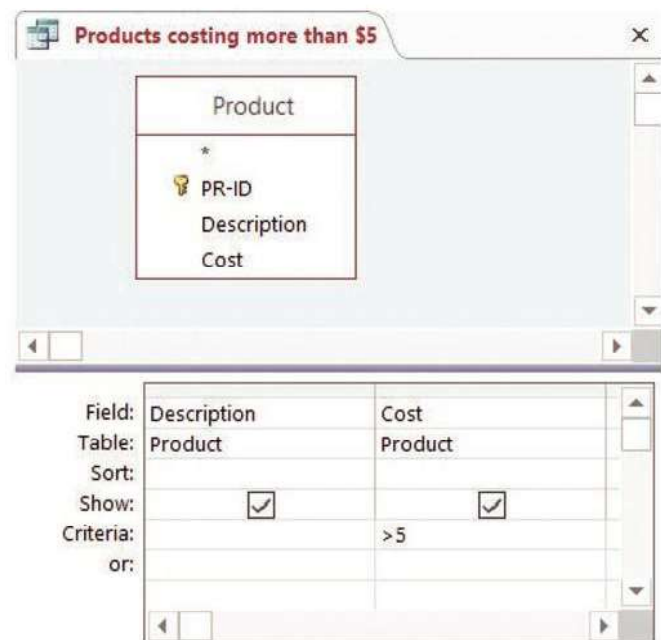 Products costing more than $5
Product
*
PR-ID
Description
Cost
Field: Description Cost
Table: Product Product
Sort:
Show:
Criteria: >5
or: